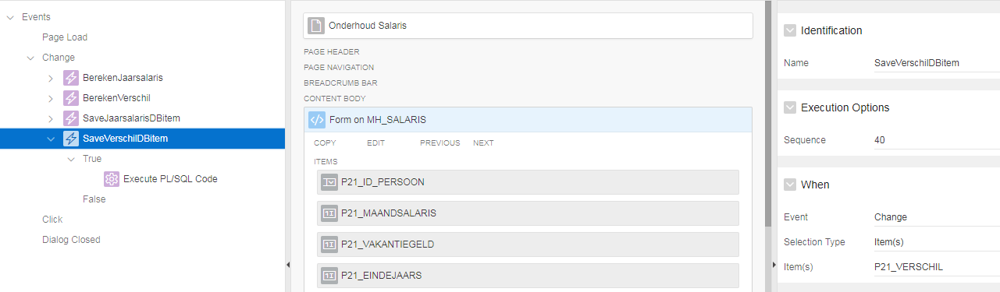 Events
Page Load
Change
BerekenJaarsalaris
BerekenVerschil
SaveJaarsalarisDBitem
SaveVerschilDBitem
True
Execute PL/SQL Code
False
Click
Dialog Closed
Onderhoud Salaris
PAGE HEADER
PAGE NAVIGATION
BREADCRUMB BAR
CONTENT BODY
</> Form on MH_SALARIS
COPY EDIT PREVIOUS NEXT
ITEMS
P21_ID_PERSOON
P21_MAANDSALARIS
P21_VAKANTIEGELD
P21_EINDEJAARS
Identification
Name SaveVerschilDBitem
Execution Options
Sequence 40
When
Event Change
Selection Type Item(s)
Item(s) P21_VERSCHIL